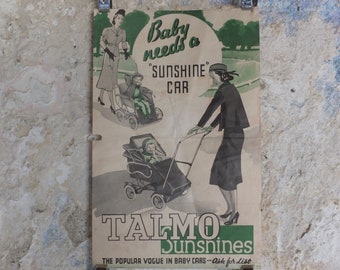 Baby
needs a
"SUNSHINE"
CAR
TALMO
Sunshines
THE POPULAR VOGUE IN BABY CARS—Ask for List